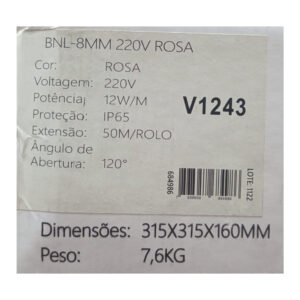 BNL-8MM 220V ROSA
Cor: ROSA
Voltagem: 220V
Potência: 12W/M
Proteção: IP65
Extensão: 50M/ROLO
Ângulo de
Abertura: 120°
V1243
684986
LOTE: 1122
Dimensões: 315X315X160MM
Peso: 7,6KG